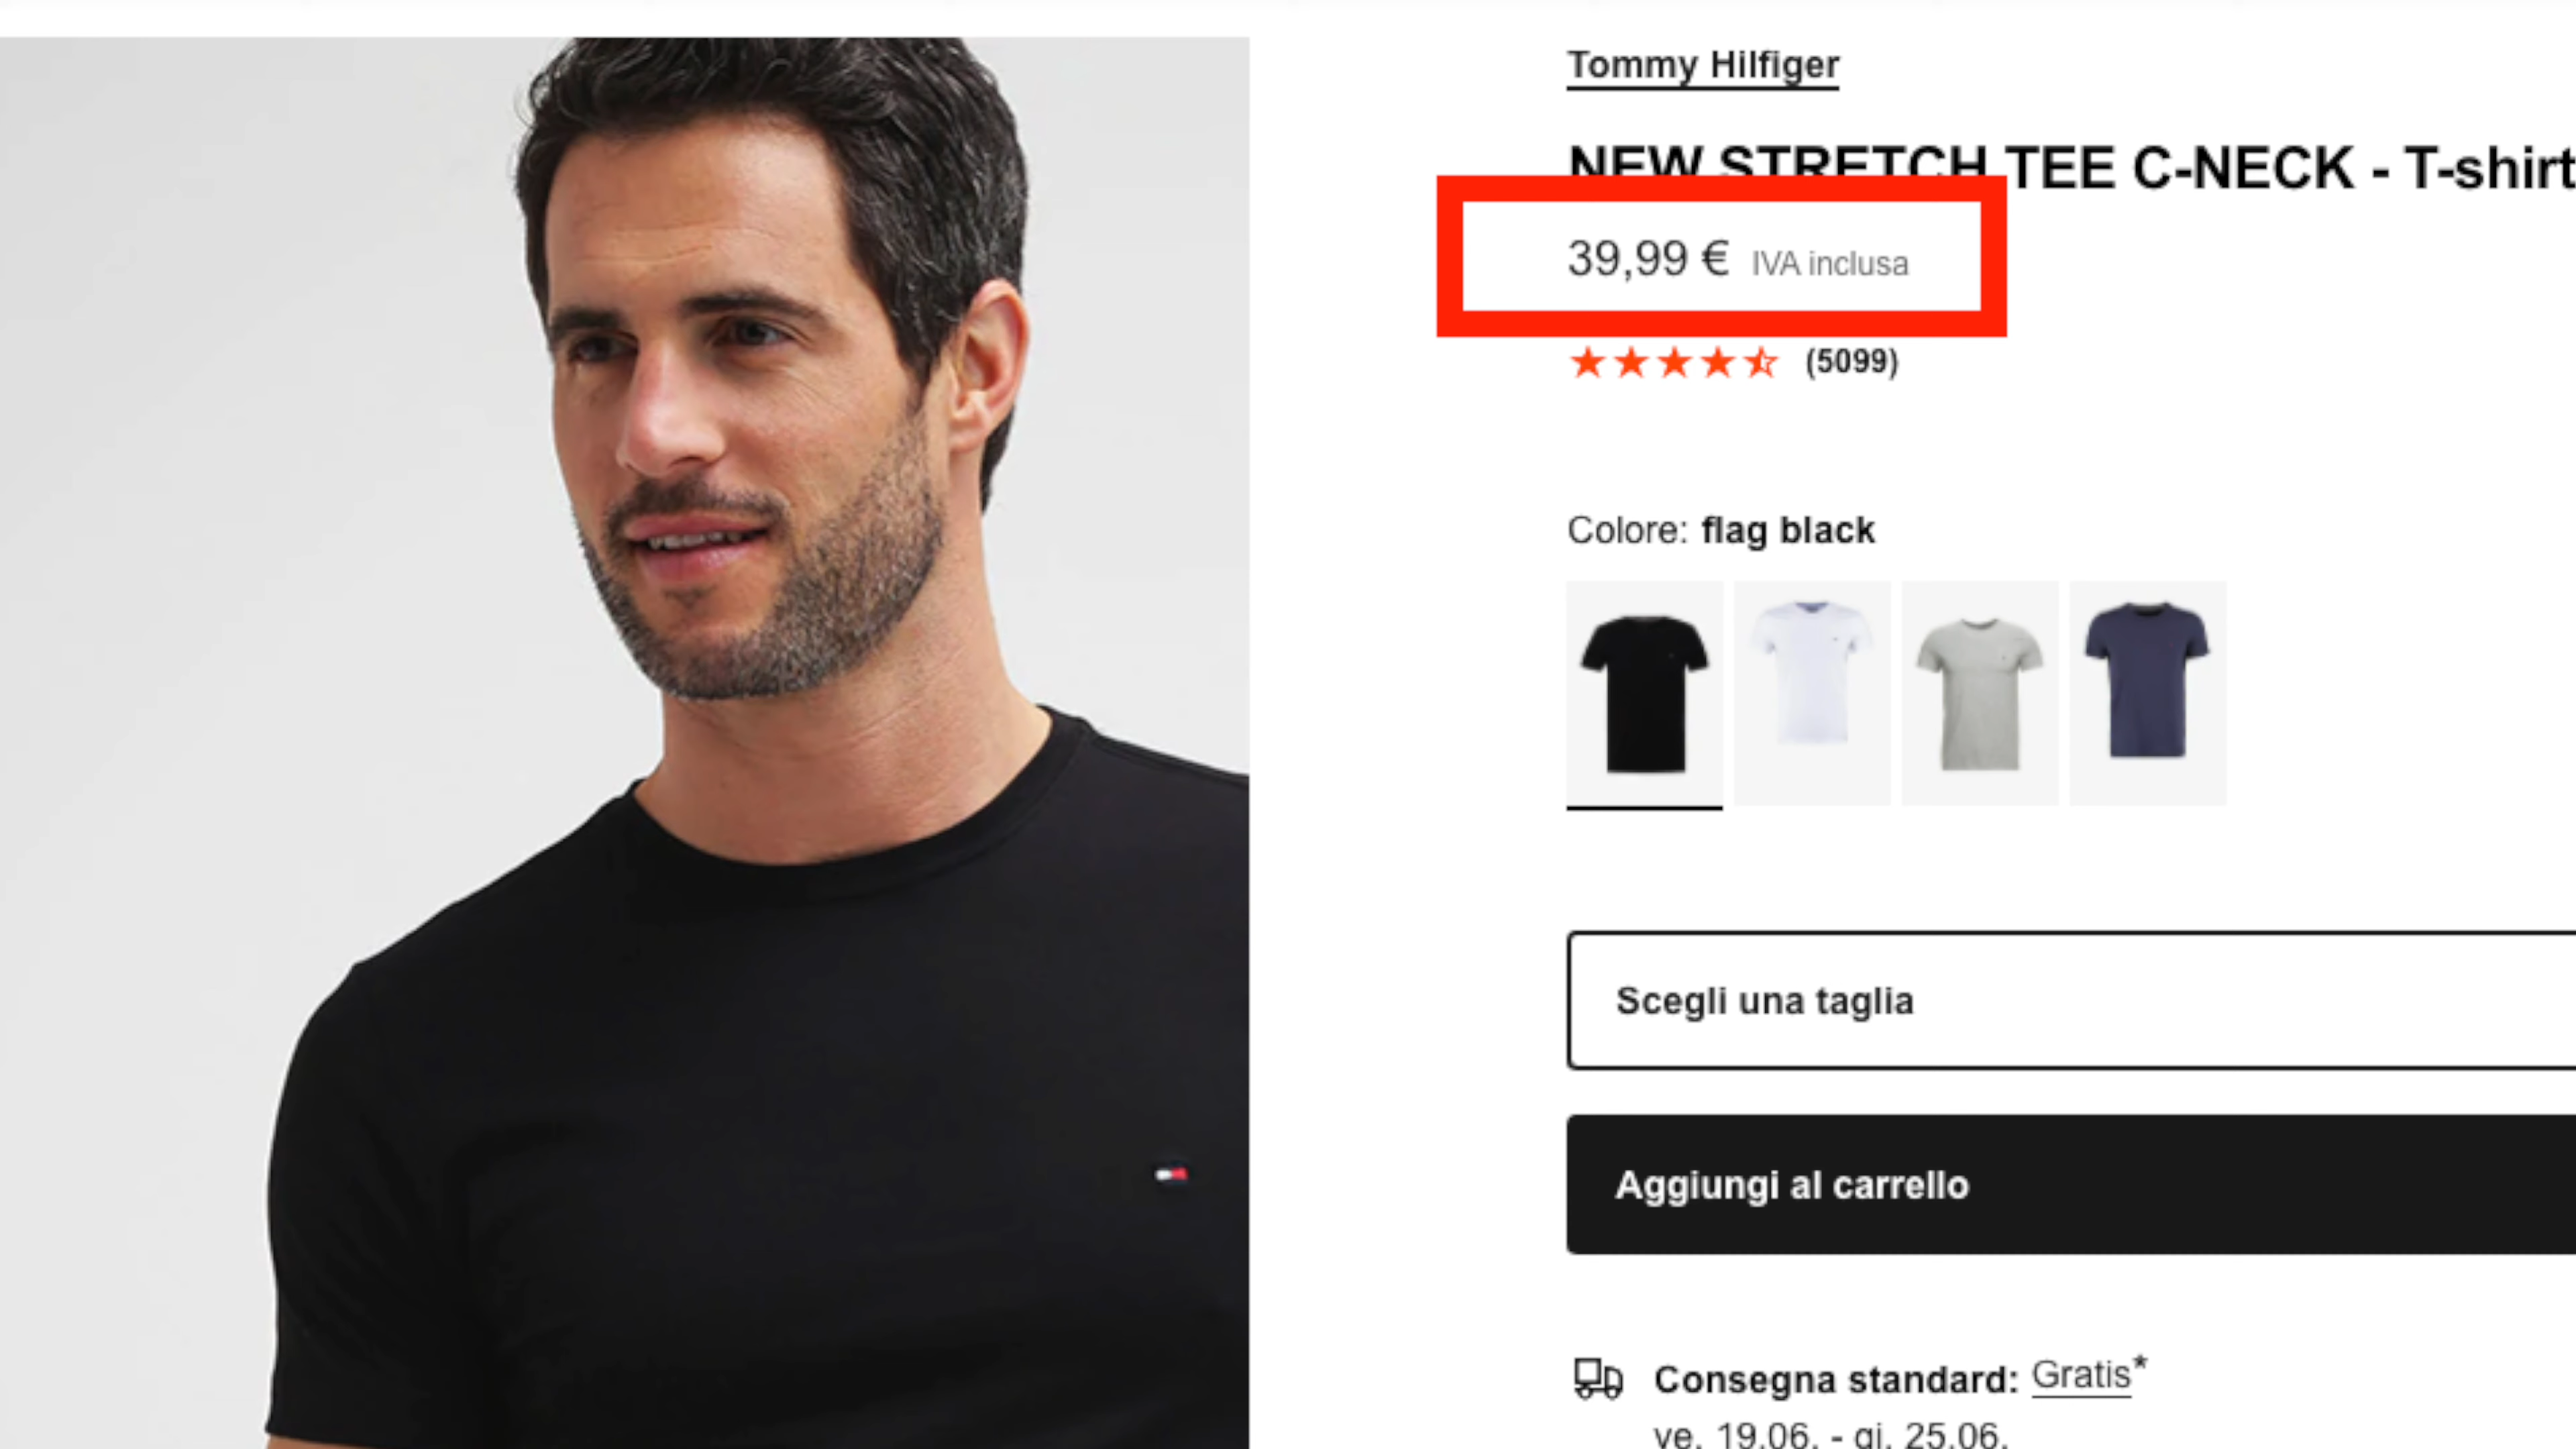 Tommy Hilfiger
NEW STRETCH TEE C-NECK - T-shirt
39,99 € IVA inclusa
(5099)
Colore: flag black
Scegli una taglia
Aggiungi al carrello
Consegna standard: Gratis*
ve. 19.06. - gi. 25.06.